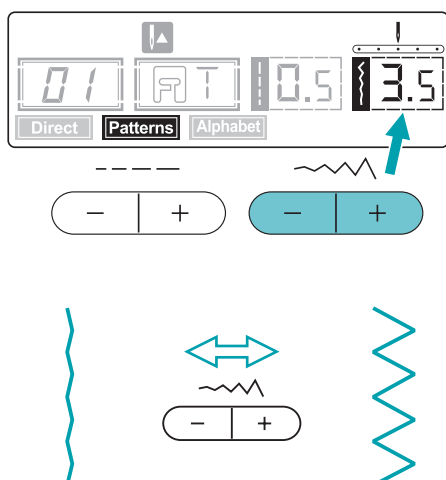 01 A T 0.5 3.5
Direct Patterns Alphabet
- + - +
- +